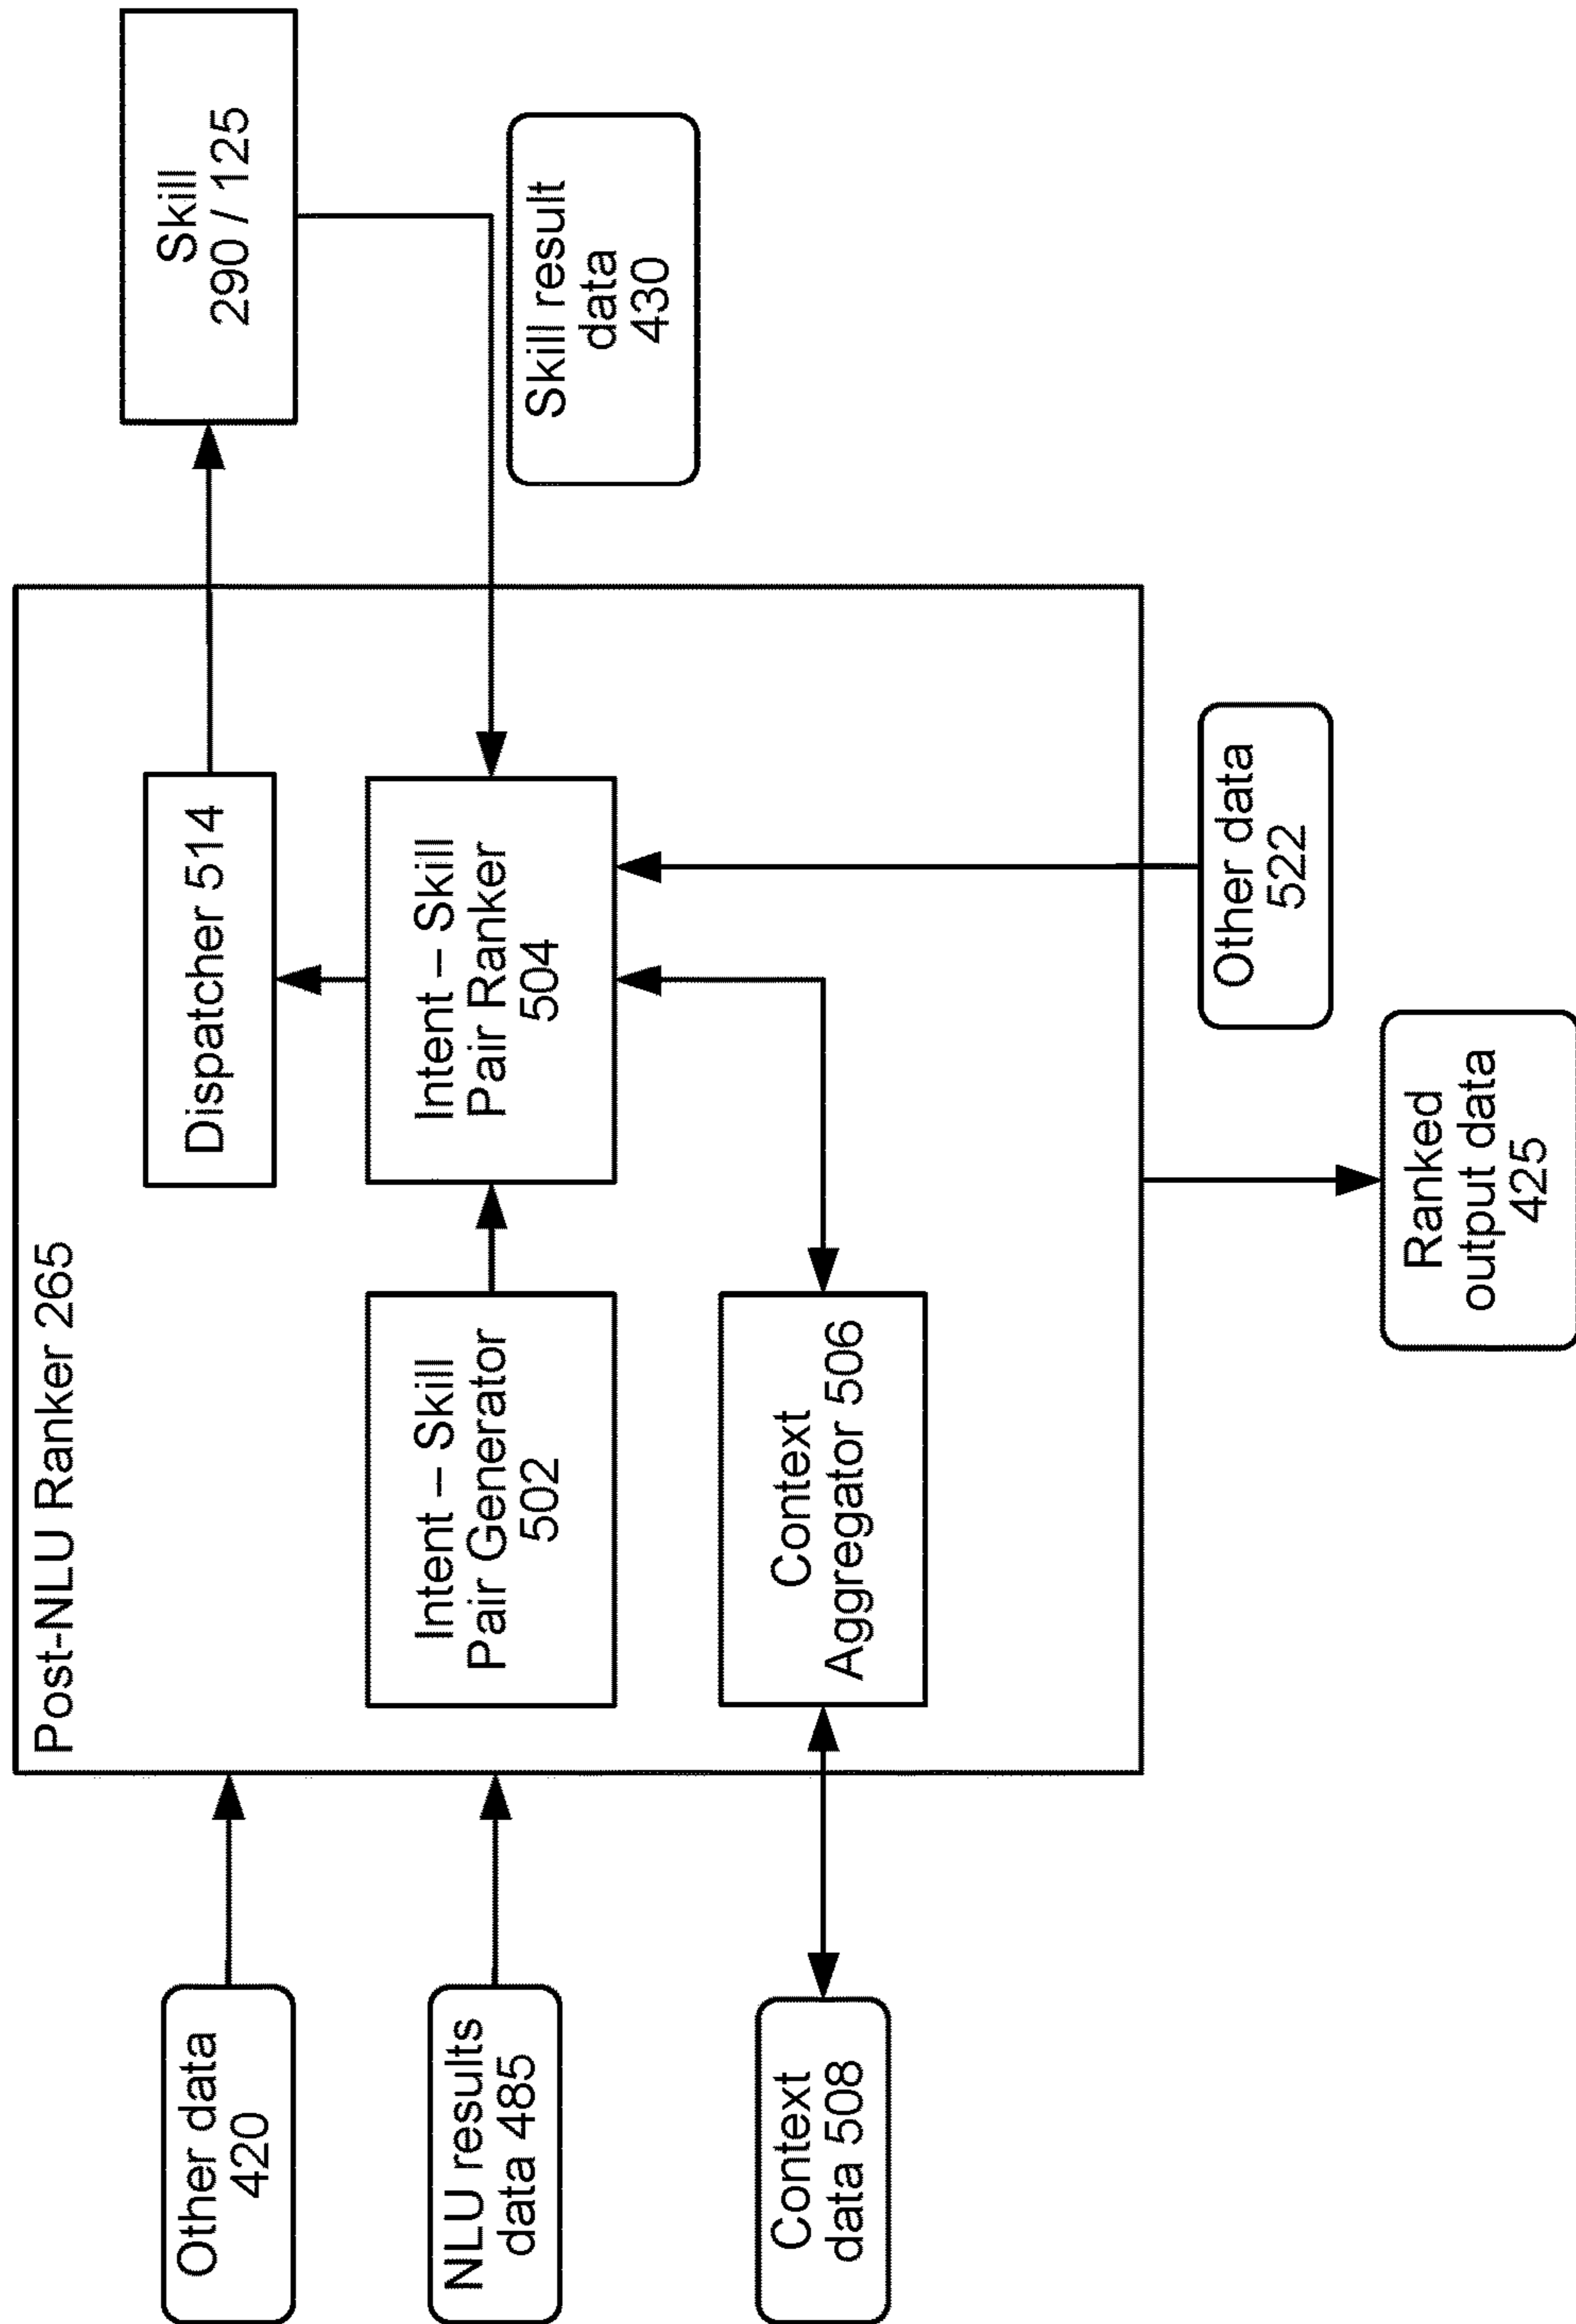 Post-NLU Ranker 265
Other data
420
NLU results
data 485
Context
data 508
Dispatcher 514
Intent – Skill
Pair Generator
502
Intent – Skill
Pair Ranker
504
Context
Aggregator 506
Skill
290 / 125
Skill result
data
430
Other data
522
Ranked
output data
425